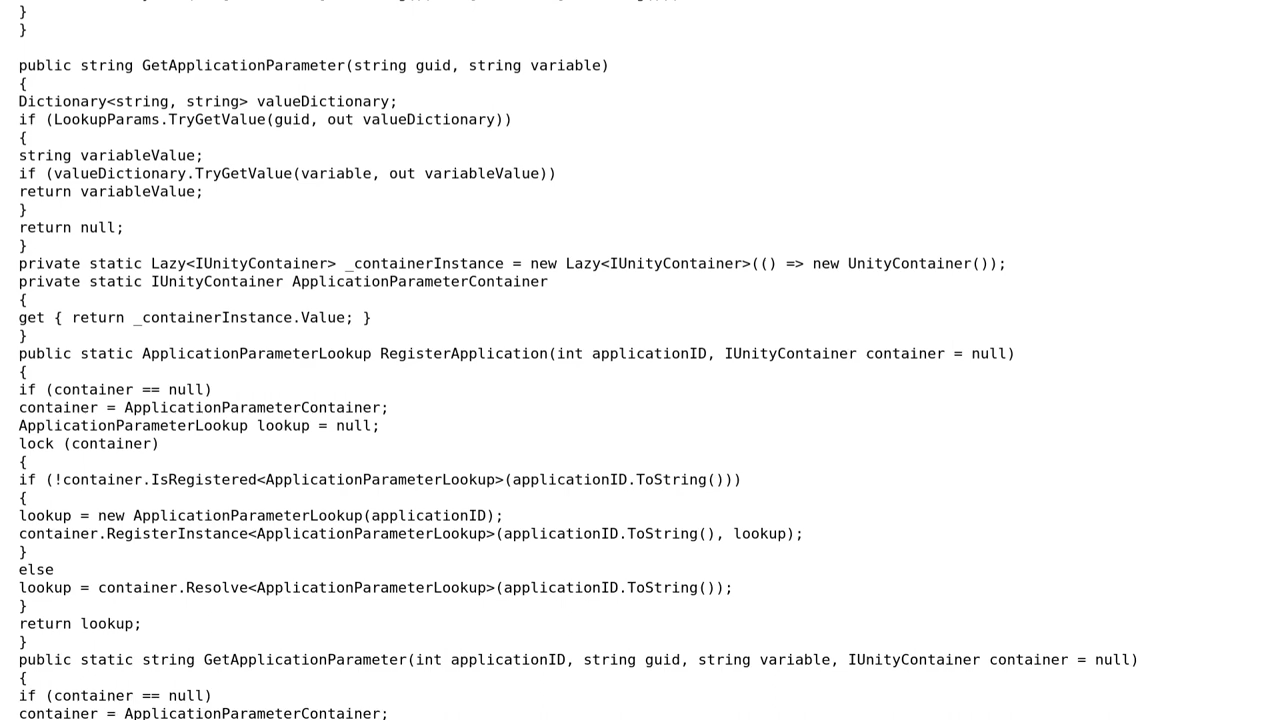 }
}
public string GetApplicationParameter(string guid, string variable)
{
Dictionary<string, string> valueDictionary;
if (LookupParams.TryGetValue(guid, out valueDictionary))
{
string variableValue;
if (valueDictionary.TryGetValue(variable, out variableValue))
return variableValue;
}
return null;
}
private static Lazy<IUnityContainer> _containerInstance = new Lazy<IUnityContainer>(() => new UnityContainer());
private static IUnityContainer ApplicationParameterContainer
{
get { return _containerInstance.Value; }
}
public static ApplicationParameterLookup RegisterApplication(int applicationID, IUnityContainer container = null)
{
if (container == null)
container = ApplicationParameterContainer;
ApplicationParameterLookup lookup = null;
lock (container)
{
if (!container.IsRegistered<ApplicationParameterLookup>(applicationID.ToString()))
{
lookup = new ApplicationParameterLookup(applicationID);
container.RegisterInstance<ApplicationParameterLookup>(applicationID.ToString(), lookup);
}
else
lookup = container.Resolve<ApplicationParameterLookup>(applicationID.ToString());
}
return lookup;
}
public static string GetApplicationParameter(int applicationID, string guid, string variable, IUnityContainer container = null)
{
if (container == null)
container = ApplicationParameterContainer;